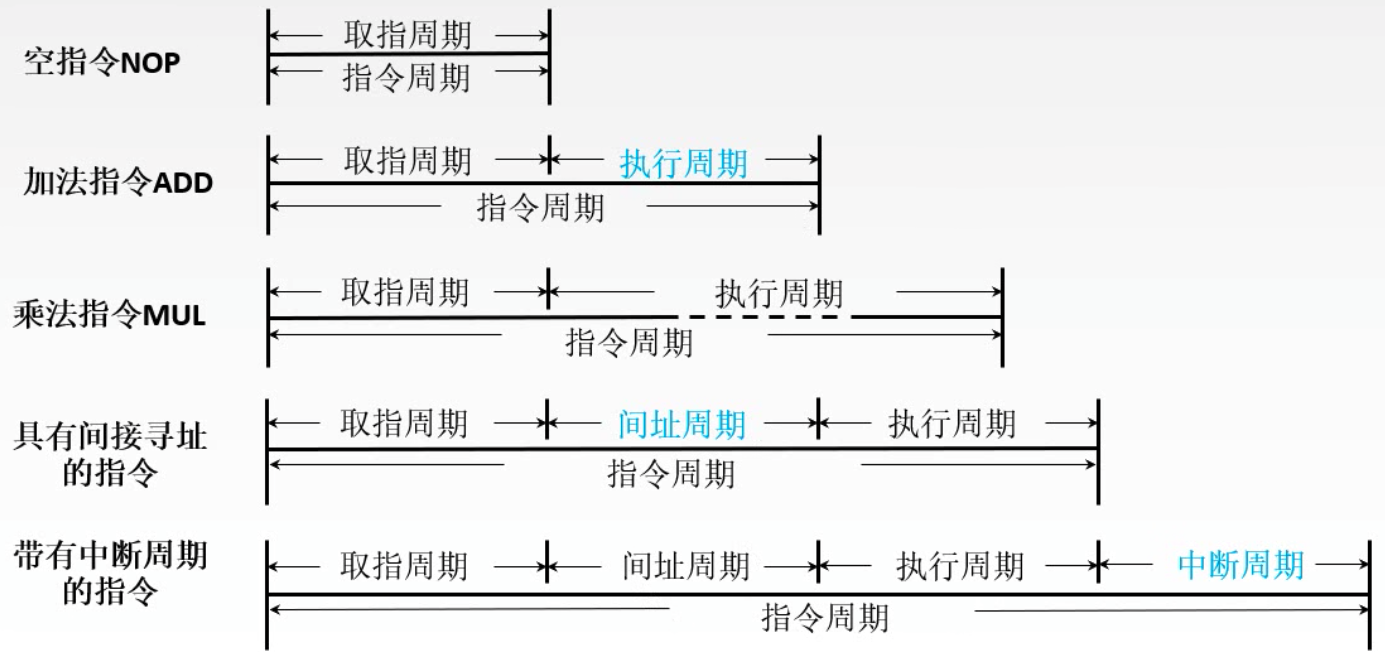 取指周期
空指令NOP
指令周期
取指周期 执行周期
加法指令ADD
指令周期
取指周期 执行周期
乘法指令MUL
指令周期
取指周期 间址周期 执行周期
具有间接寻址
的指令
指令周期
带有中断周期
的指令
取指周期 间址周期 执行周期 中断周期
指令周期